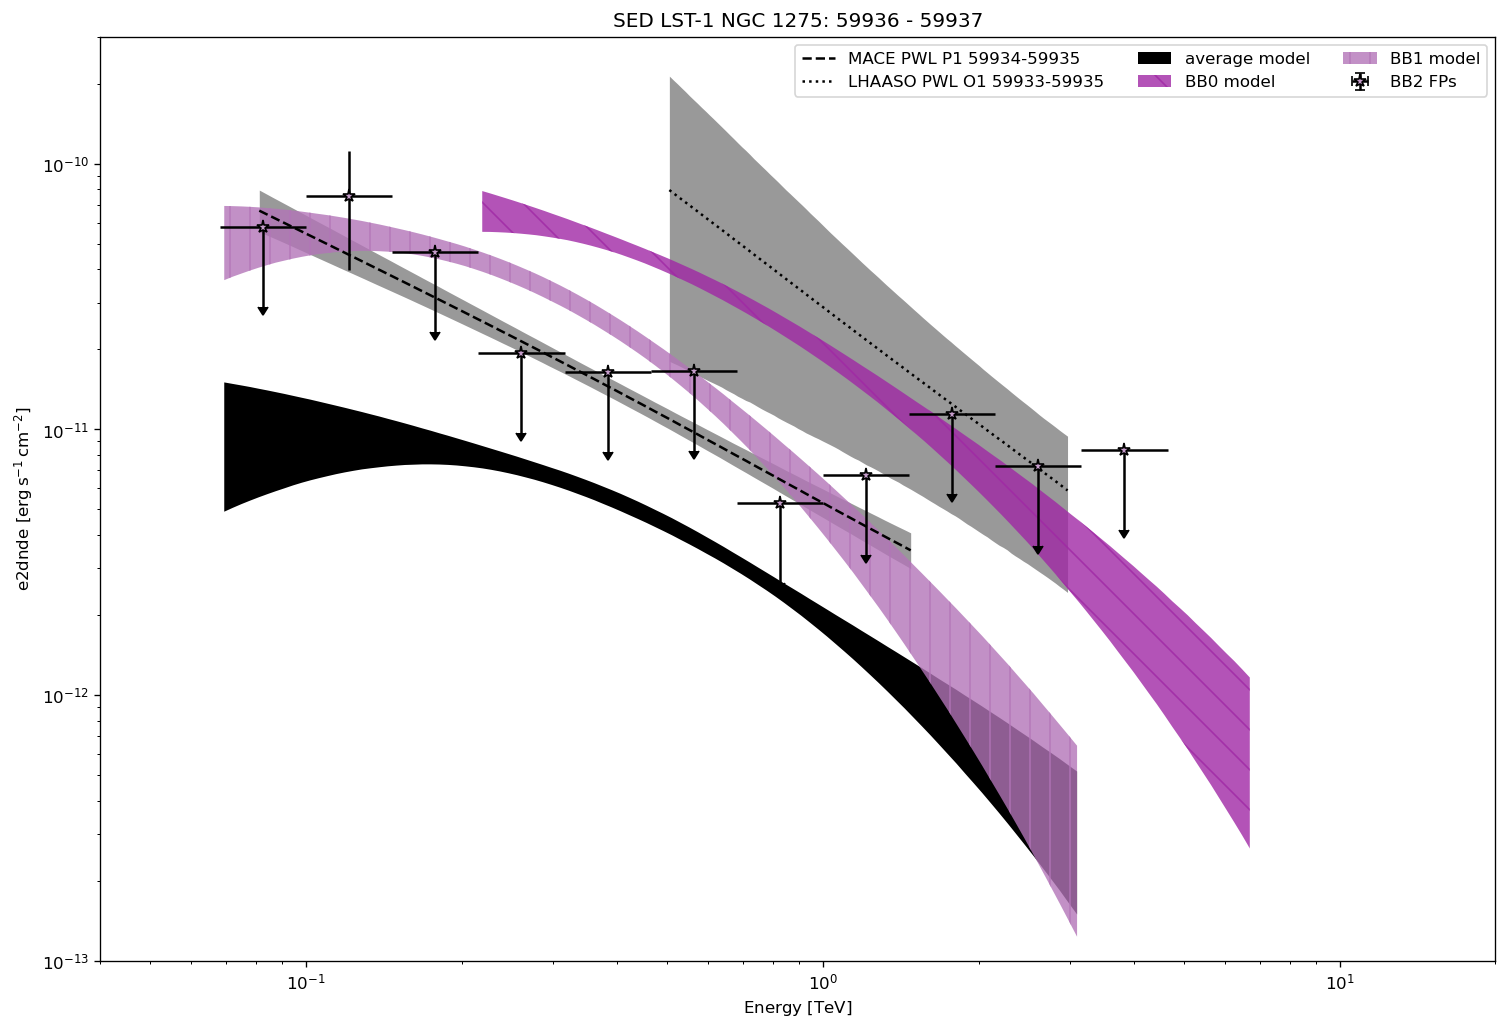 SED LST-1 NGC 1275: 59936 - 59937
MACE PWL P1 59934-59935
LHAASO PWL O1 59933-59935
average model
BB0 model
BB1 model
BB2 FPs
e2dnde [erg s⁻¹ cm⁻²]
10⁻¹⁰
10⁻¹¹
10⁻¹²
10⁻¹³
10⁻¹
10⁰
10¹
Energy [TeV]